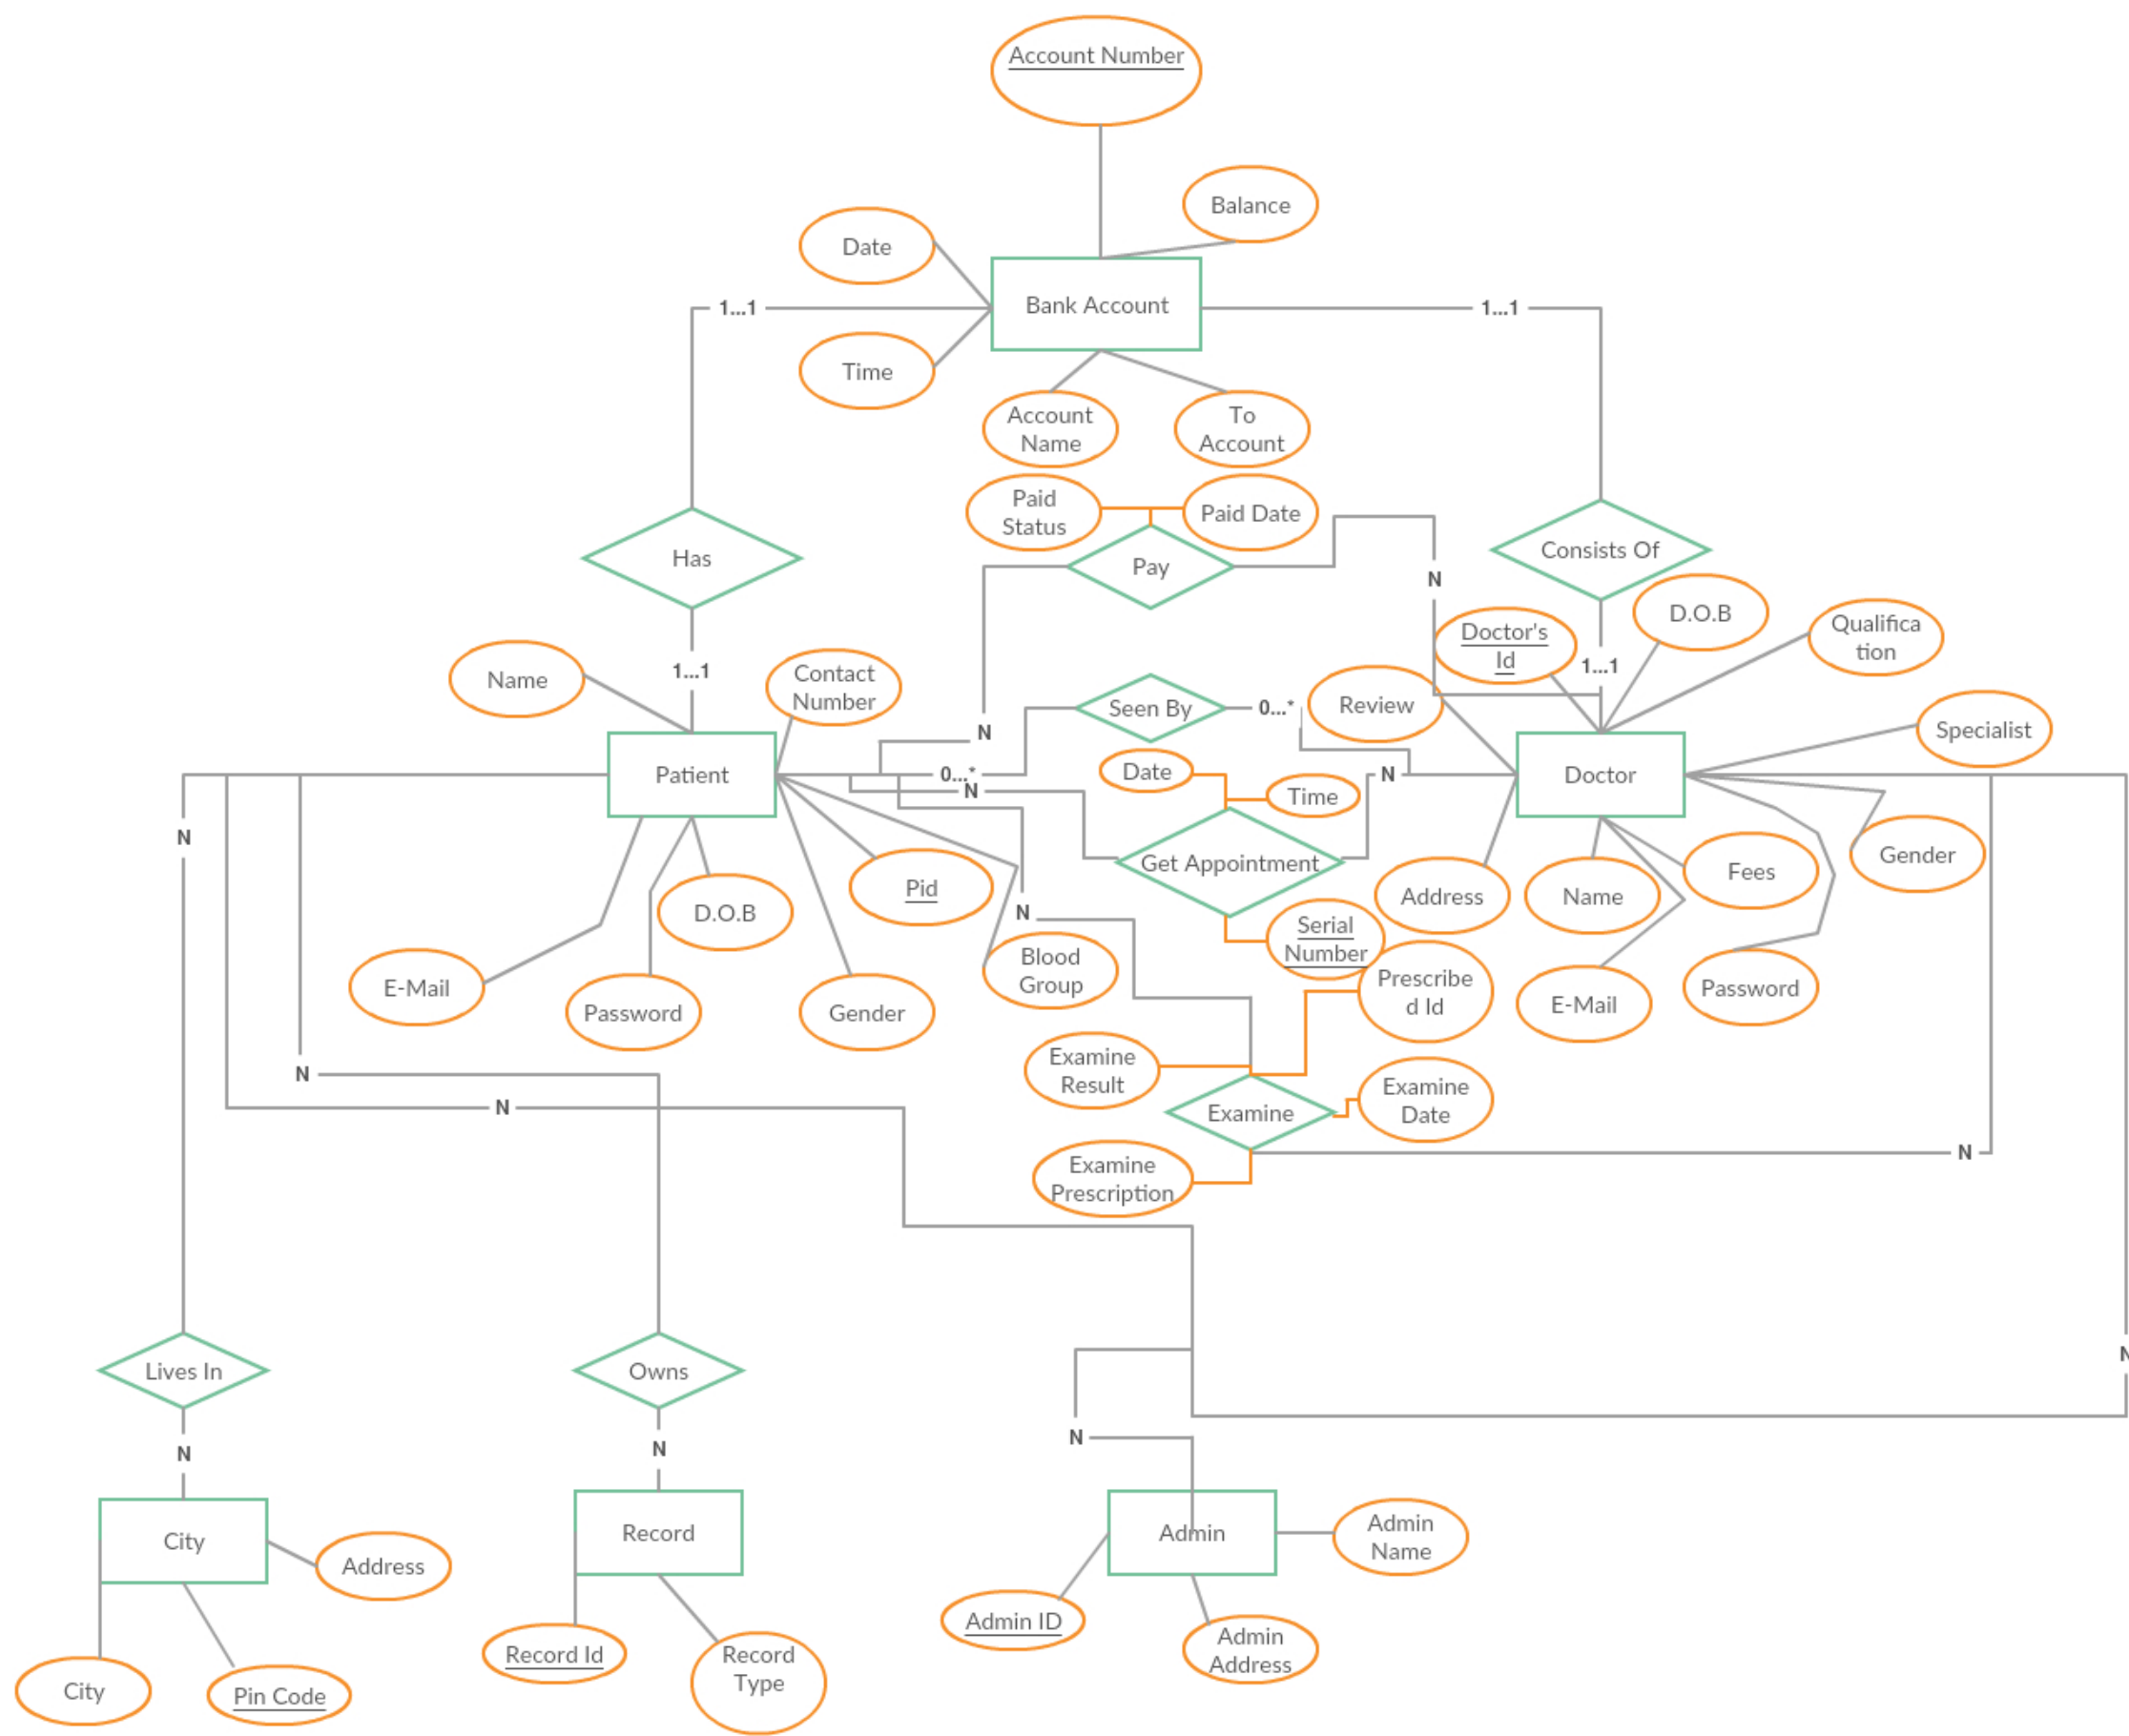 Account Number
Balance
Date
Bank Account
1...1
1...1
Time
Account
Name
To
Account
Paid
Status
Paid Date
Has
Pay
Consists Of
N
D.O.B
Qualifica
tion
Doctor's
Id
1...1
1...1
Name
Contact
Number
Seen By
0...*
Review
Specialist
N
Patient
0...*
Date
N
Doctor
N
Time
N
Get Appointment
Gender
Fees
Pid
Address
Name
D.O.B
N
Serial
Number
Blood
Group
E-Mail
Prescribe
d Id
Password
E-Mail
Password
Gender
Examine
Result
N
Examine
Date
N
Examine
N
Examine
Prescription
N
Lives In
Owns
N
N
N
City
Record
Admin
Admin
Name
Address
Admin ID
Record Id
Record
Type
Admin
Address
City
Pin Code